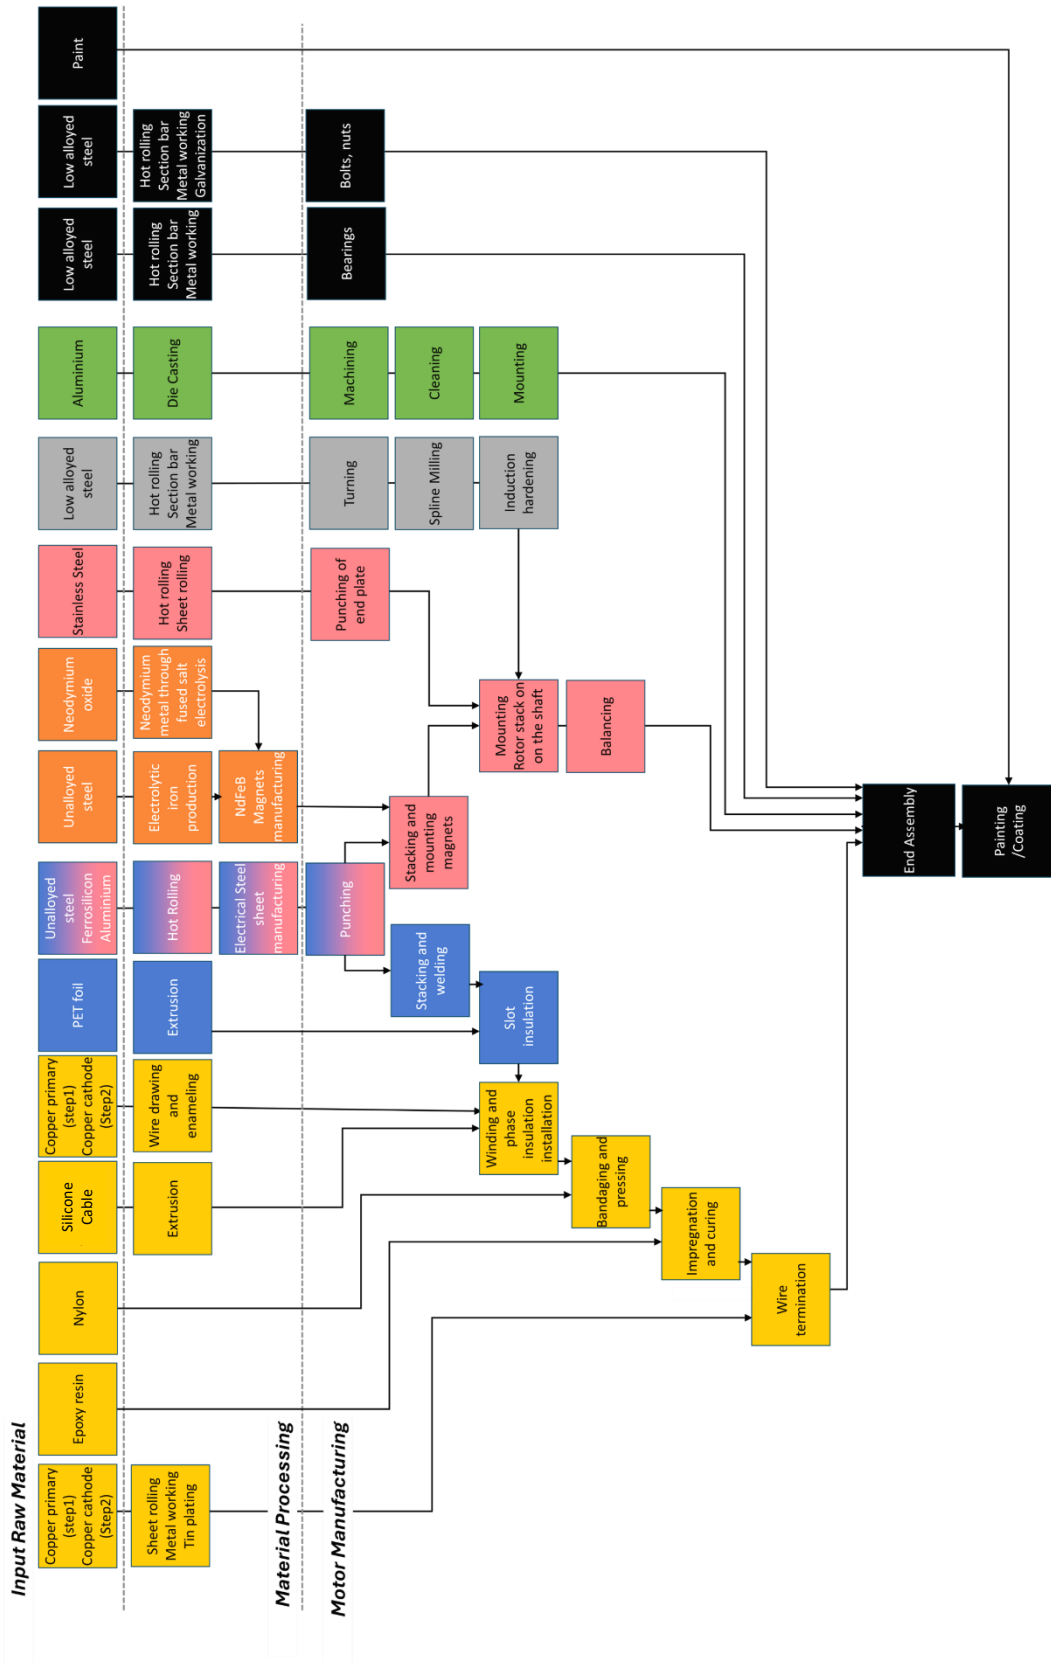 Input Raw Material
Copper primary
(step1)
Copper cathode
(Step2)
Epoxy resin
Nylon
Silicone
Cable
Copper primary
(step1)
Copper cathode
(Step2)
PET foil
Unalloyed
steel
Ferrosilicon
Aluminium
Unalloyed
steel
Neodymium
oxide
Stainless Steel
Low alloyed
steel
Aluminium
Low alloyed
steel
Low alloyed
steel
Paint
Sheet rolling
Metal working
Tin plating
Extrusion
Wire drawing
and
enameling
Extrusion
Hot Rolling
Electrolytic
iron
production
Neodymium
metal through
fused salt
electrolysis
Hot rolling
Sheet rolling
Hot rolling
Section bar
Metal working
Die Casting
Hot rolling
Section bar
Metal working
Hot rolling
Section bar
Metal working
Galvanization
Material Processing
Electrical Steel
sheet
manufacturing
NdFeB
Magnets
manufacturing
Motor Manufacturing
Punching
Punching of
end plate
Turning
Machining
Bearings
Bolts, nuts
Stacking and
welding
Stacking and
mounting
magnets
Spline Milling
Cleaning
Winding and
phase
insulation
installation
Slot
insulation
Mounting
Rotor stack on
the shaft
Induction
hardening
Mounting
Bandaging and
pressing
Balancing
Impregnation
and curing
Wire
termination
End Assembly
Painting
/Coating